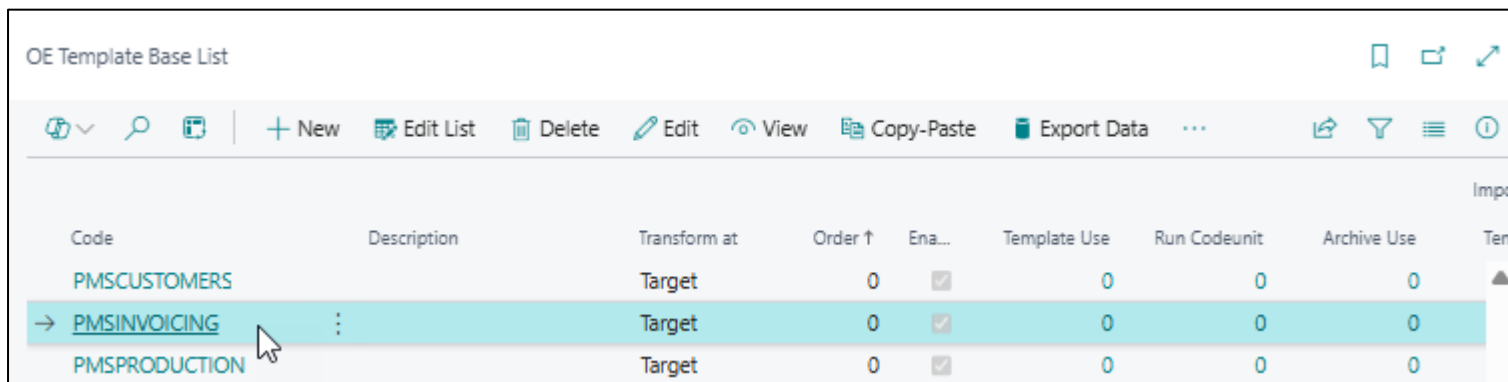 OE Template Base List
New Edit List Delete Edit View Copy-Paste Export Data ...
Impo
Code Description Transform at Order ↑ Ena... Template Use Run Codeunit Archive Use Ten
PMSCUSTOMERS Target 0 0 0 0
PMSINVOICING Target 0 0 0 0
PMSPRODUCTION Target 0 0 0 0